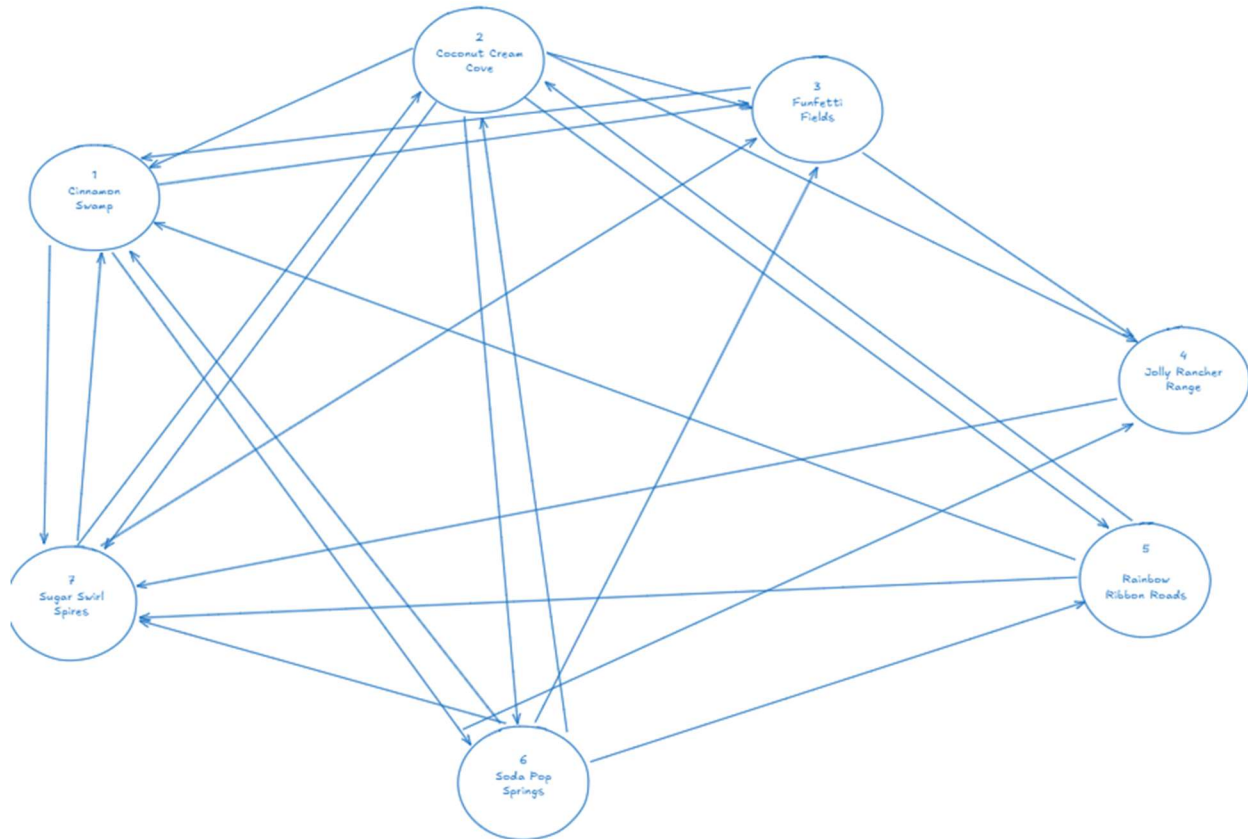 2
Coconut Cream
Cove
3
Funfetti
Fields
1
Cinnamon
Swamp
4
Jolly Rancher
Range
5
Rainbow
Ribbon Roads
7
Sugar Swirl
Spires
6
Soda Pop
Springs